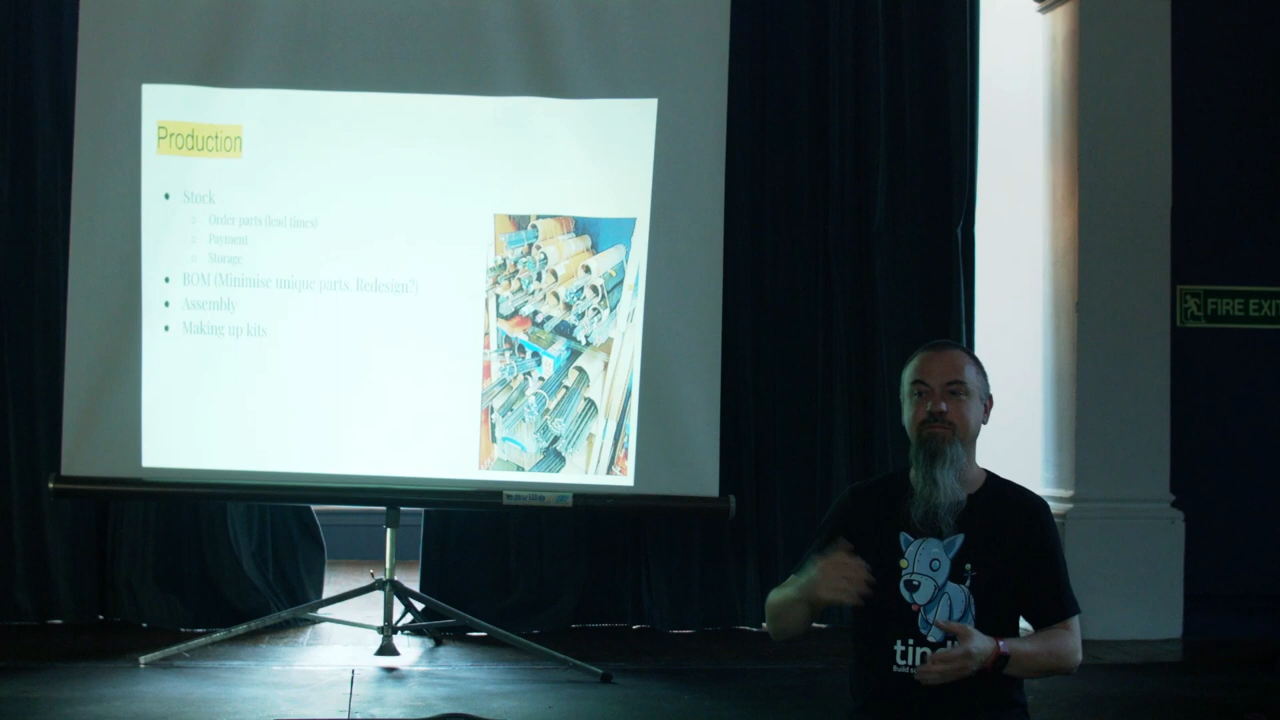 Production
Stock
Order parts (lead times)
Payment
Storage
BOM (Minimise unique parts. Redesign?)
Assembly
Making up kits
FIRE EXIT
tindie
Build